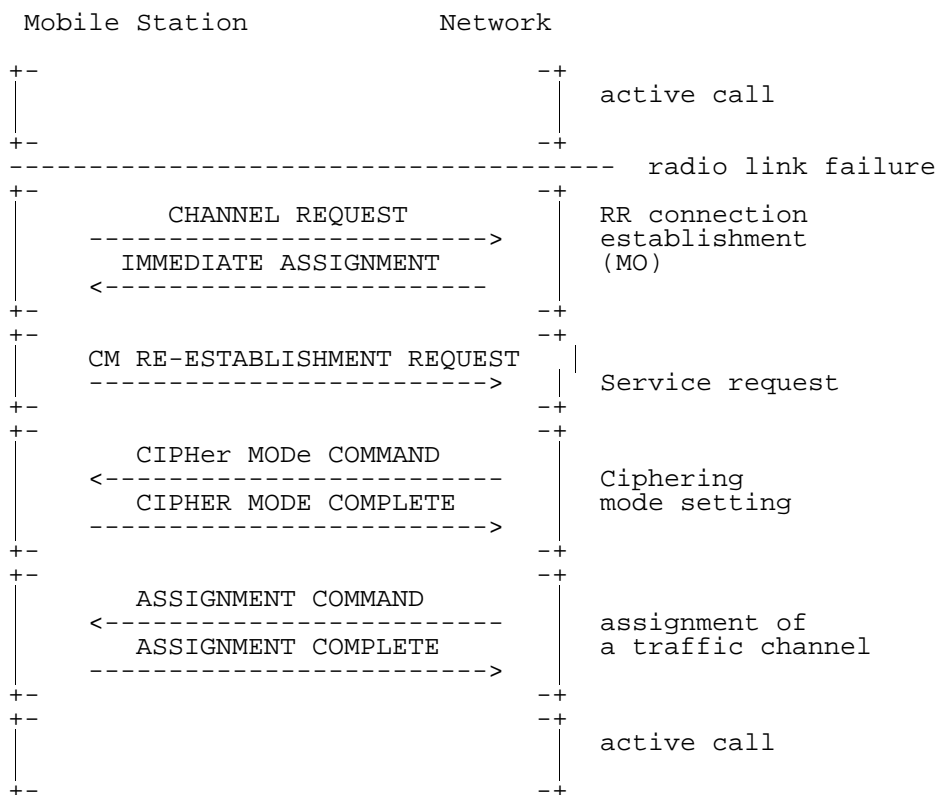 Mobile Station Network
active call
radio link failure
CHANNEL REQUEST RR connection
establishment
IMMEDIATE ASSIGNMENT (MO)
CM RE-ESTABLISHMENT REQUEST
Service request
CIPHer MODe COMMAND
Ciphering
CIPHER MODE COMPLETE mode setting
ASSIGNMENT COMMAND
assignment of
ASSIGNMENT COMPLETE a traffic channel
active call